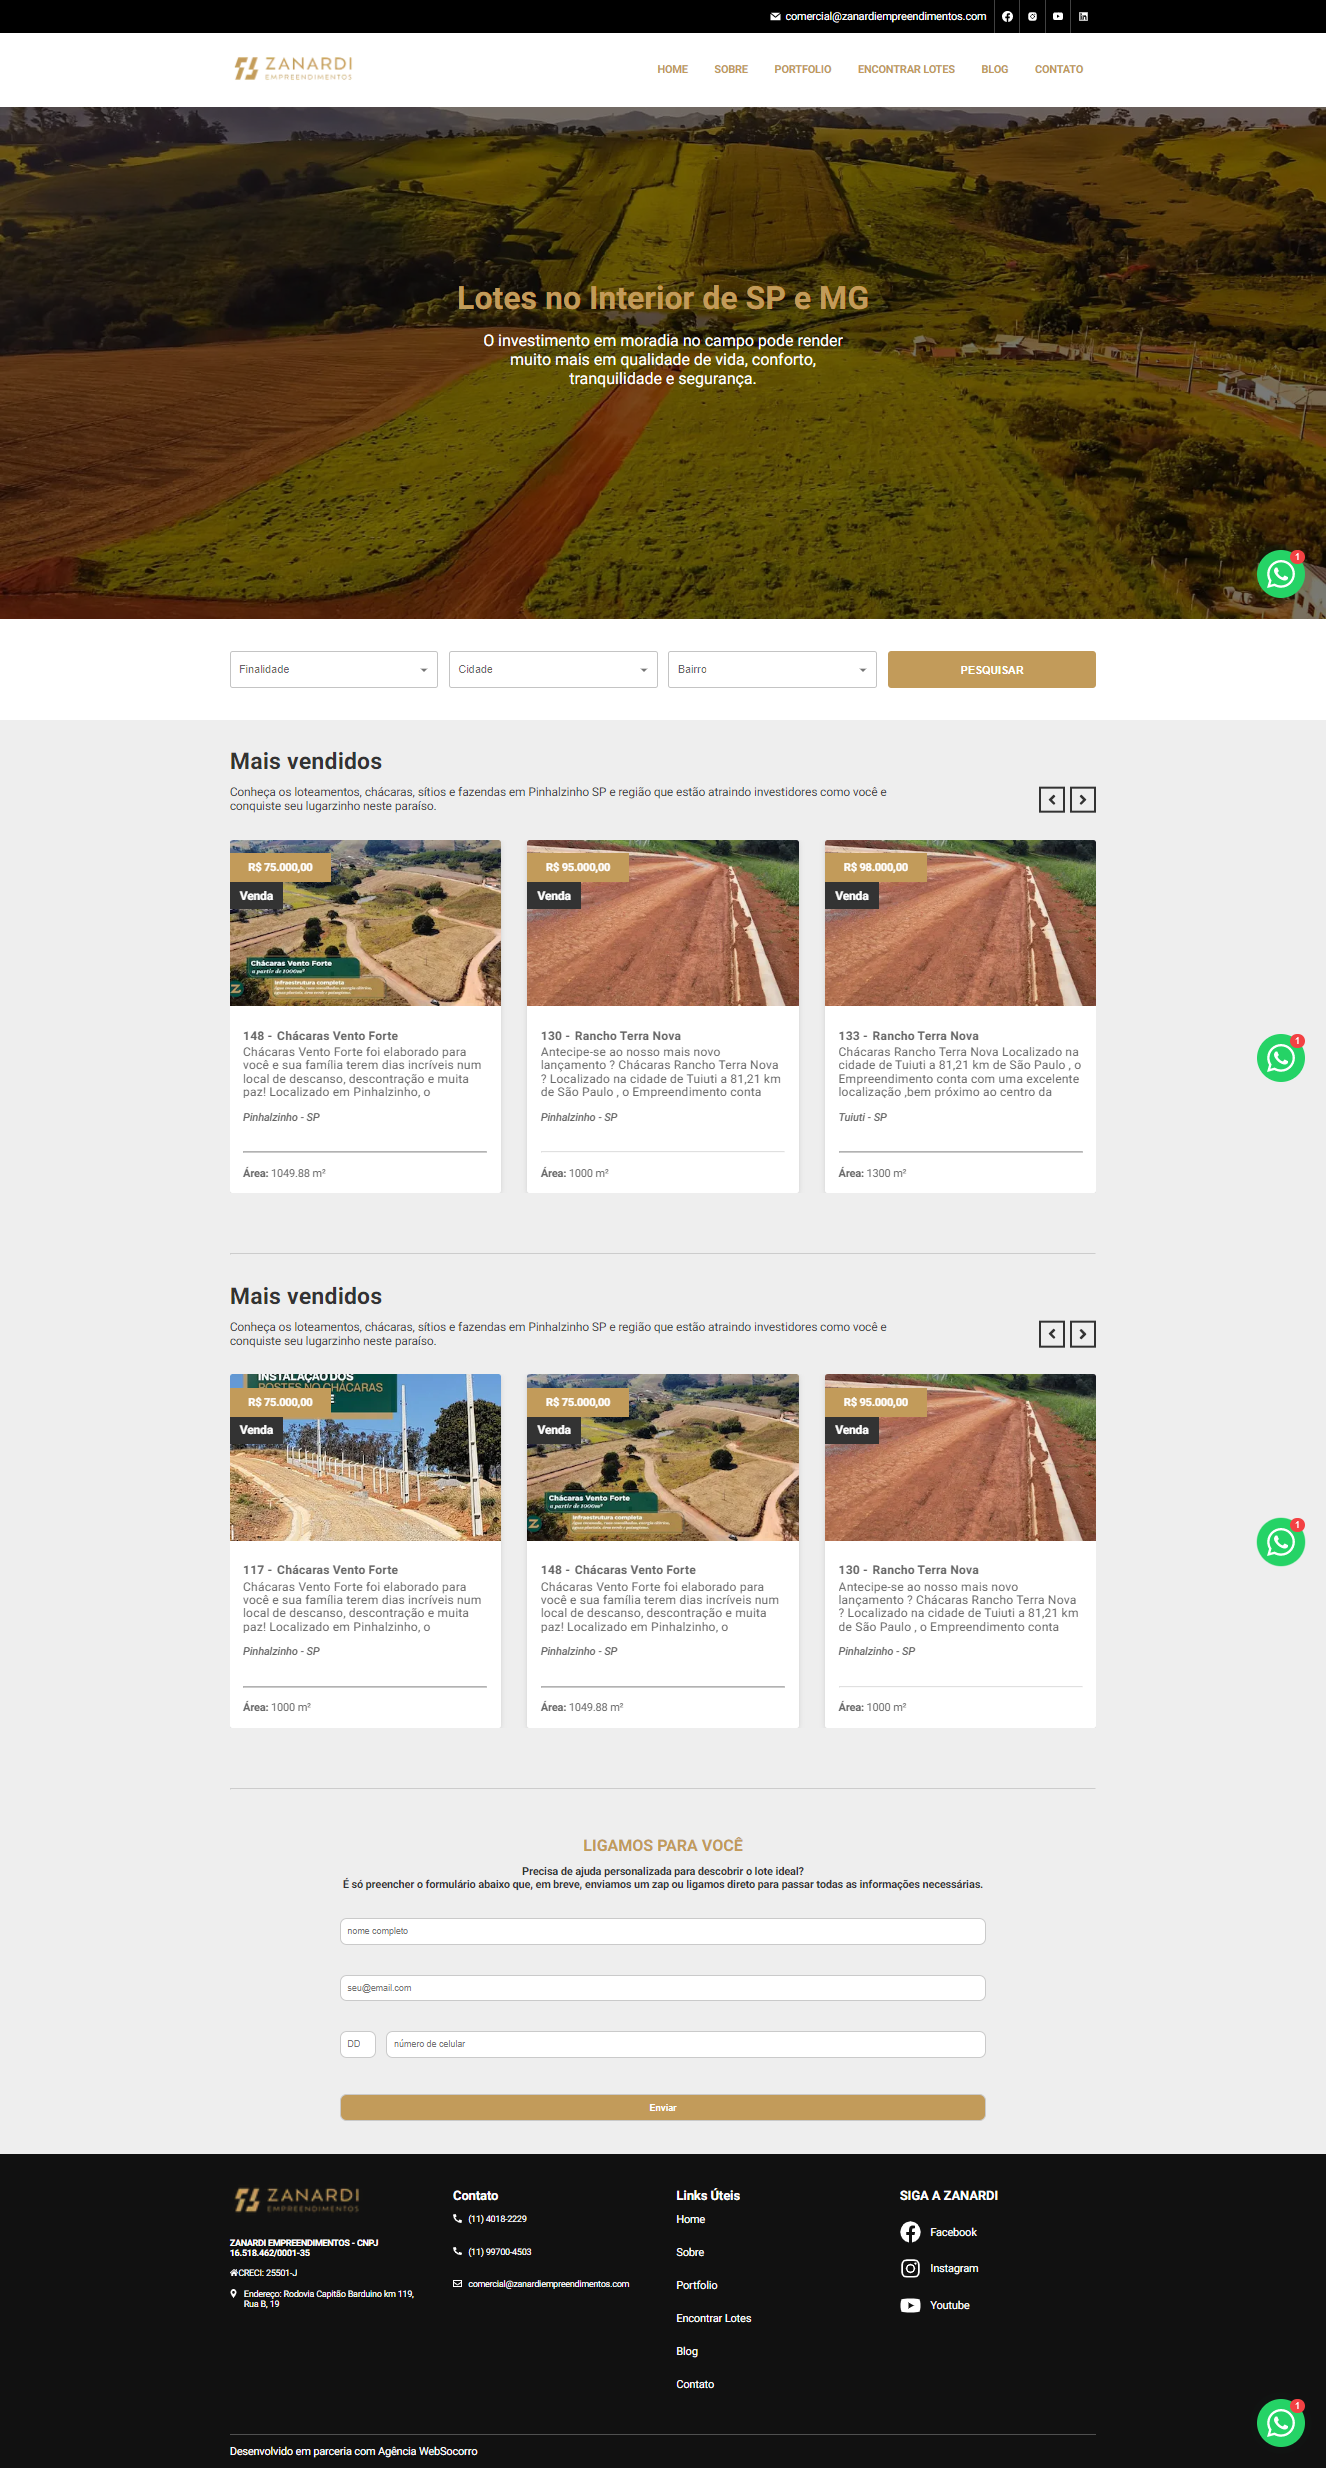 comercial@zanardiempreendimentos.com
ZANARDI
EMPREENDIMENTOS
HOME SOBRE PORTFOLIO ENCONTRAR LOTES BLOG CONTATO
Lotes no Interior de SP e MG
O investimento em moradia no campo pode render
muito mais em qualidade de vida, conforto,
tranquilidade e segurança.
1
Finalidade Cidade Bairro PESQUISAR
Mais vendidos
Conheça os loteamentos, chácaras, sítios e fazendas em Pinhalzinho SP e região que estão atraindo investidores como você e
conquiste seu lugarzinho neste paraíso.
R$ 75.000,00
Venda
Chácaras Vento Forte
a partir de 1000m²
Infraestrutura completa
148 - Chácaras Vento Forte
Chácaras Vento Forte foi elaborado para
você e sua família terem dias incríveis num
local de descanso, descontração e muita
paz! Localizado em Pinhalzinho, o
Pinhalzinho - SP
Área: 1049.88 m²
R$ 95.000,00
Venda
130 - Rancho Terra Nova
Antecipe-se ao nosso mais novo
lançamento ? Chácaras Rancho Terra Nova
? Localizado na cidade de Tuiuti a 81,21 km
de São Paulo , o Empreendimento conta
Pinhalzinho - SP
Área: 1000 m²
R$ 98.000,00
Venda
133 - Rancho Terra Nova
Chácaras Rancho Terra Nova Localizado na
cidade de Tuiuti a 81,21 km de São Paulo , o
Empreendimento conta com uma excelente
localização ,bem próximo ao centro da
Tuiuti - SP
Área: 1300 m²
1
Mais vendidos
Conheça os loteamentos, chácaras, sítios e fazendas em Pinhalzinho SP e região que estão atraindo investidores como você e
conquiste seu lugarzinho neste paraíso.
INSTALAÇÃO DOS
POSTES NO CHÁCARAS
E
R$ 75.000,00
Venda
117 - Chácaras Vento Forte
Chácaras Vento Forte foi elaborado para
você e sua família terem dias incríveis num
local de descanso, descontração e muita
paz! Localizado em Pinhalzinho, o
Pinhalzinho - SP
Área: 1000 m²
R$ 75.000,00
Venda
Chácaras Vento Forte
a partir de 1000m²
Infraestrutura completa
148 - Chácaras Vento Forte
Chácaras Vento Forte foi elaborado para
você e sua família terem dias incríveis num
local de descanso, descontração e muita
paz! Localizado em Pinhalzinho, o
Pinhalzinho - SP
Área: 1049.88 m²
R$ 95.000,00
Venda
130 - Rancho Terra Nova
Antecipe-se ao nosso mais novo
lançamento ? Chácaras Rancho Terra Nova
? Localizado na cidade de Tuiuti a 81,21 km
de São Paulo , o Empreendimento conta
Pinhalzinho - SP
Área: 1000 m²
1
LIGAMOS PARA VOCÊ
Precisa de ajuda personalizada para descobrir o lote ideal?
É só preencher o formulário abaixo que, em breve, enviamos um zap ou ligamos direto para passar todas as informações necessárias.
nome completo
seu@email.com
DD número de celular
Enviar
ZANARDI
EMPREENDIMENTOS
ZANARDI EMPREENDIMENTOS - CNPJ
16.518.462/0001-35
CRECI: 25501-J
Endereço: Rodovia Capitão Barduino km 119,
Rua B, 19
Contato
(11) 4018-2229
(11) 99700-4503
comercial@zanardiempreendimentos.com
Links Úteis
Home
Sobre
Portfolio
Encontrar Lotes
Blog
Contato
SIGA A ZANARDI
Facebook
Instagram
Youtube
1
Desenvolvido em parceria com Agência WebSocorro